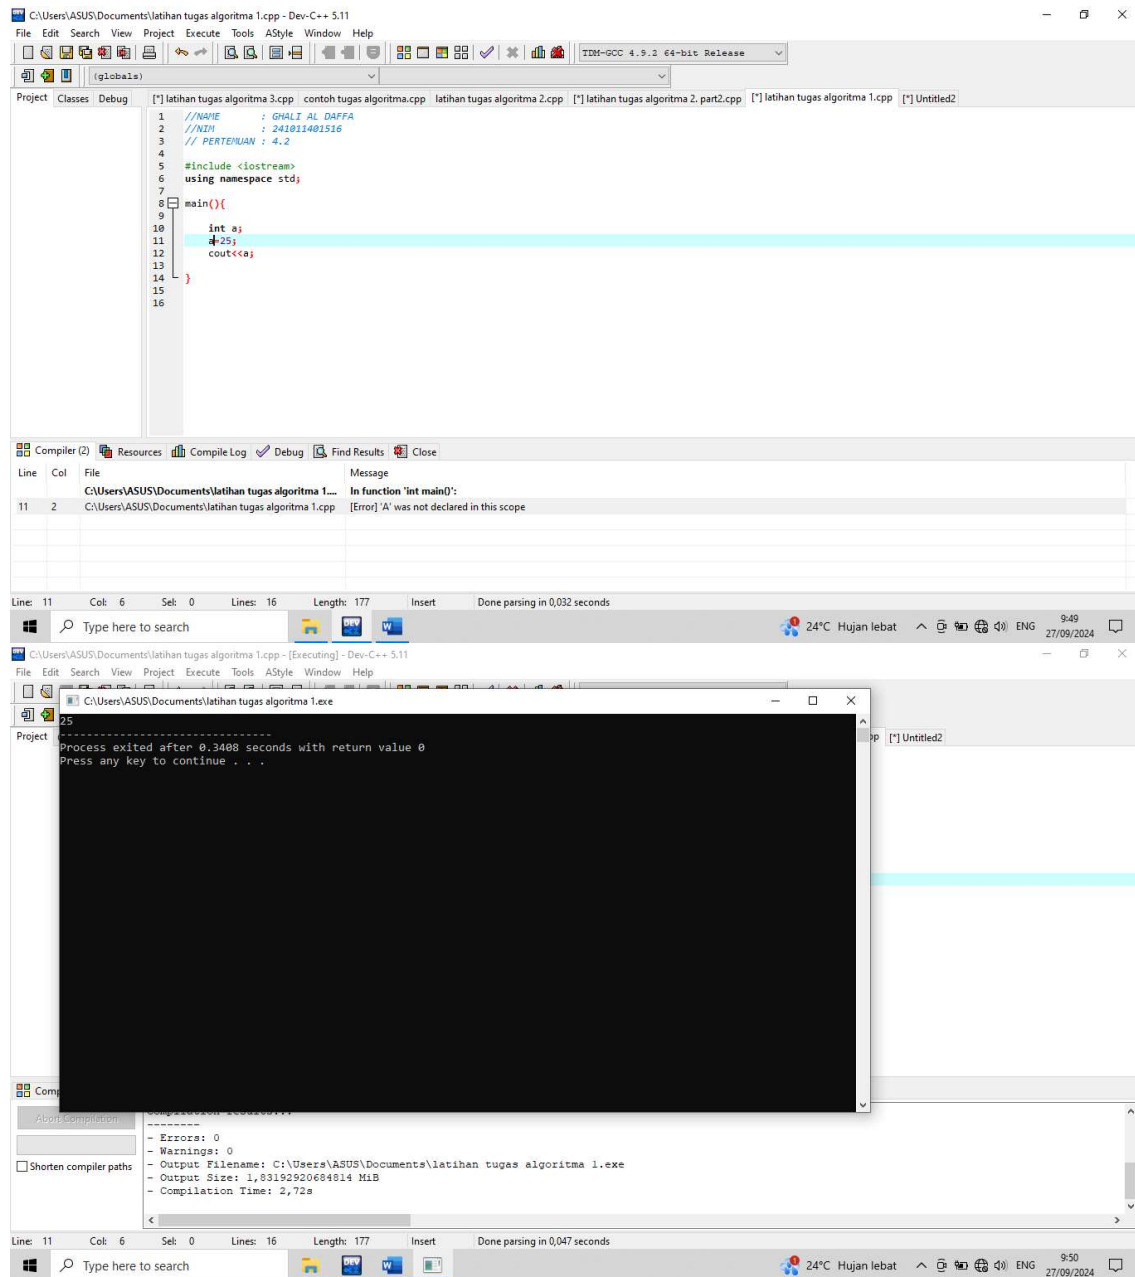 C:\Users\ASUS\Documents\latihan tugas algoritma 1.cpp - Dev-C++ 5.11
File Edit Search View Project Execute Tools AStyle Window Help
TDM-GCC 4.9.2 64-bit Release
(globals)
Project Classes Debug
[*] latihan tugas algoritma 3.cpp contoh tugas algoritma.cpp latihan tugas algoritma 2.cpp [*] latihan tugas algoritma 2. part2.cpp [*] latihan tugas algoritma 1.cpp [*] Untitled2
1 //NAME : GHALI AL DAFFA
2 //NIM : 241011401516
3 // PERTEMUAN : 4.2
4
5 #include <iostream>
6 using namespace std;
7
8 main(){
9
10 int a;
11 a=25;
12 cout<<a;
13
14 }
15
16
Compiler (2) Resources Compile Log Debug Find Results Close
Line Col File Message
C:\Users\ASUS\Documents\latihan tugas algoritma 1.... In function 'int main()':
11 2 C:\Users\ASUS\Documents\latihan tugas algoritma 1.cpp [Error] 'A' was not declared in this scope
Line: 11 Col: 6 Sel: 0 Lines: 16 Length: 177 Insert Done parsing in 0,032 seconds
Type here to search
24°C Hujan lebat ENG 9:49
27/09/2024
C:\Users\ASUS\Documents\latihan tugas algoritma 1.cpp - [Executing] - Dev-C++ 5.11
File Edit Search View Project Execute Tools AStyle Window Help
C:\Users\ASUS\Documents\latihan tugas algoritma 1.exe
25
--------------------------------
Process exited after 0.3408 seconds with return value 0
Press any key to continue . . .
Project
[*] Untitled2
Abort Compilation
Compilation results...
--------
- Errors: 0
- Warnings: 0
Shorten compiler paths
- Output Filename: C:\Users\ASUS\Documents\latihan tugas algoritma 1.exe
- Output Size: 1,83192920684814 MiB
- Compilation Time: 2,72s
Line: 11 Col: 6 Sel: 0 Lines: 16 Length: 177 Insert Done parsing in 0,047 seconds
Type here to search
24°C Hujan lebat ENG 9:50
27/09/2024